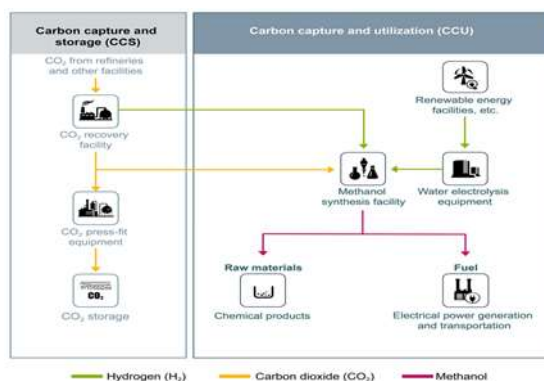 Carbon capture and
storage (CCS)
Carbon capture and utilization (CCU)
CO₂ from refineries
and other facilities
CO₂ recovery
facility
CO₂ press-fit
equipment
CO₂
CO₂ storage
Renewable energy
facilities, etc.
Methanol
synthesis facility
Water electrolysis
equipment
Raw materials
Chemical products
Fuel
Electrical power generation
and transportation
Hydrogen (H₂)
Carbon dioxide (CO₂)
Methanol